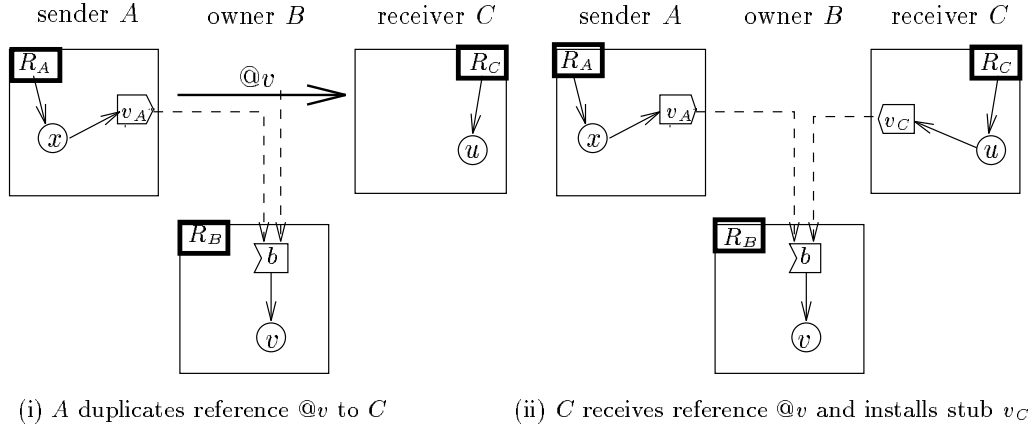 sender A owner B receiver C
R_A @v R_C
v_A
x u
R_B
b
v
(i) A duplicates reference @v to C
sender A owner B receiver C
R_A R_C
v_A v_C
x u
R_B
b
v
(ii) C receives reference @v and installs stub v_C